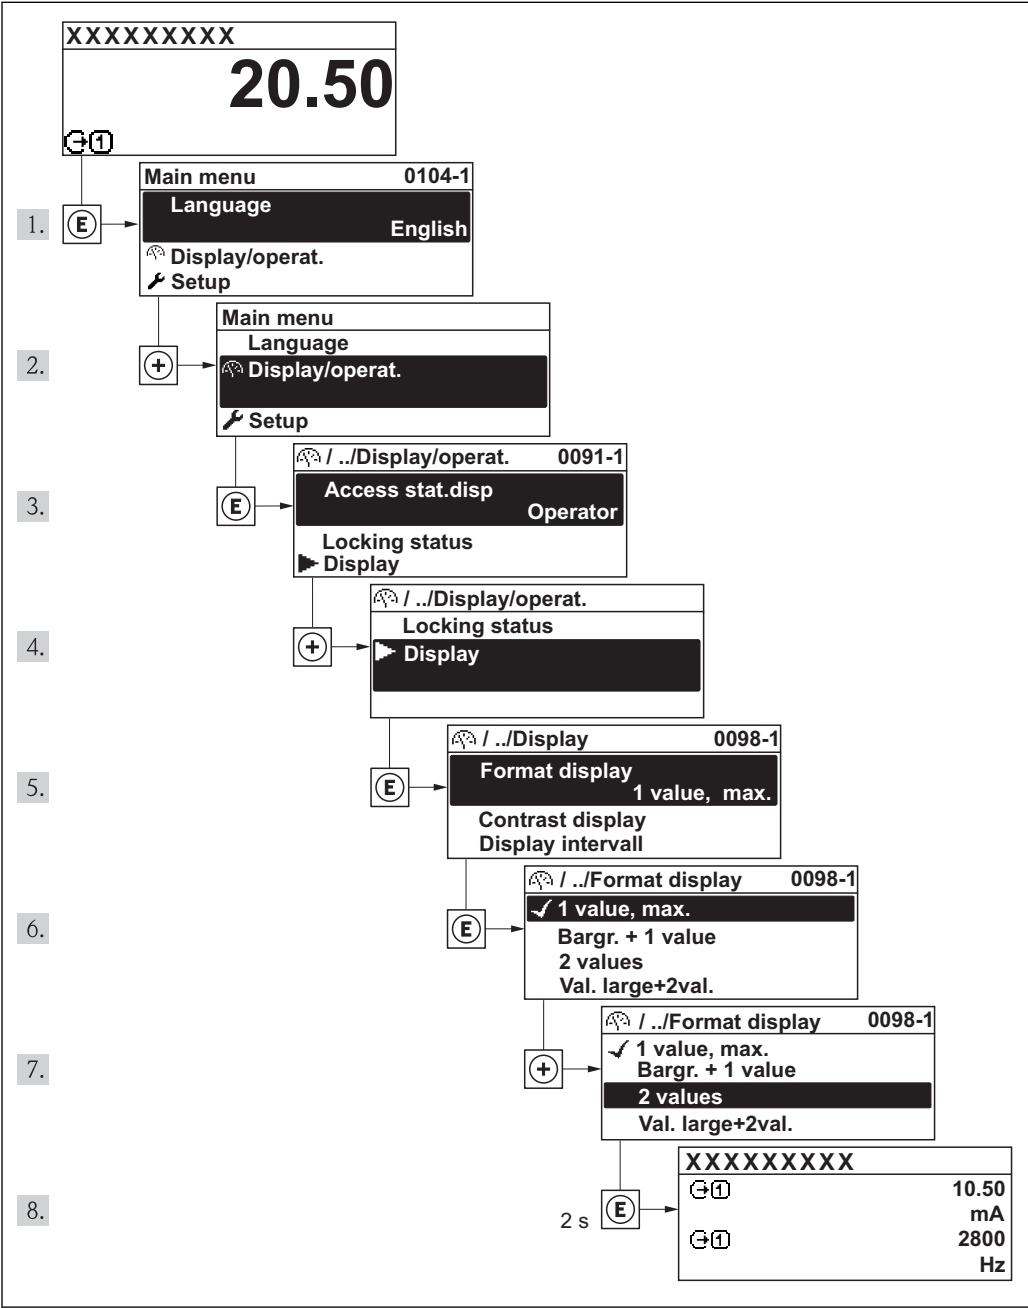 XXXXXXXXX
20.50
1
Main menu 0104-1
Language
1. E English
Display/operat.
Setup
Main menu
Language
2. + Display/operat.
Setup
/ ../Display/operat. 0091-1
Access stat.disp
3. E Operator
Locking status
Display
/ ../Display/operat.
Locking status
4. + Display
/ ../Display 0098-1
Format display
5. E 1 value, max.
Contrast display
Display intervall
/ ../Format display 0098-1
1 value, max.
6. E Bargr. + 1 value
2 values
Val. large+2val.
/ ../Format display 0098-1
1 value, max.
7. + Bargr. + 1 value
2 values
Val. large+2val.
XXXXXXXXX
1 10.50
8. 2 s E mA
1 2800
Hz